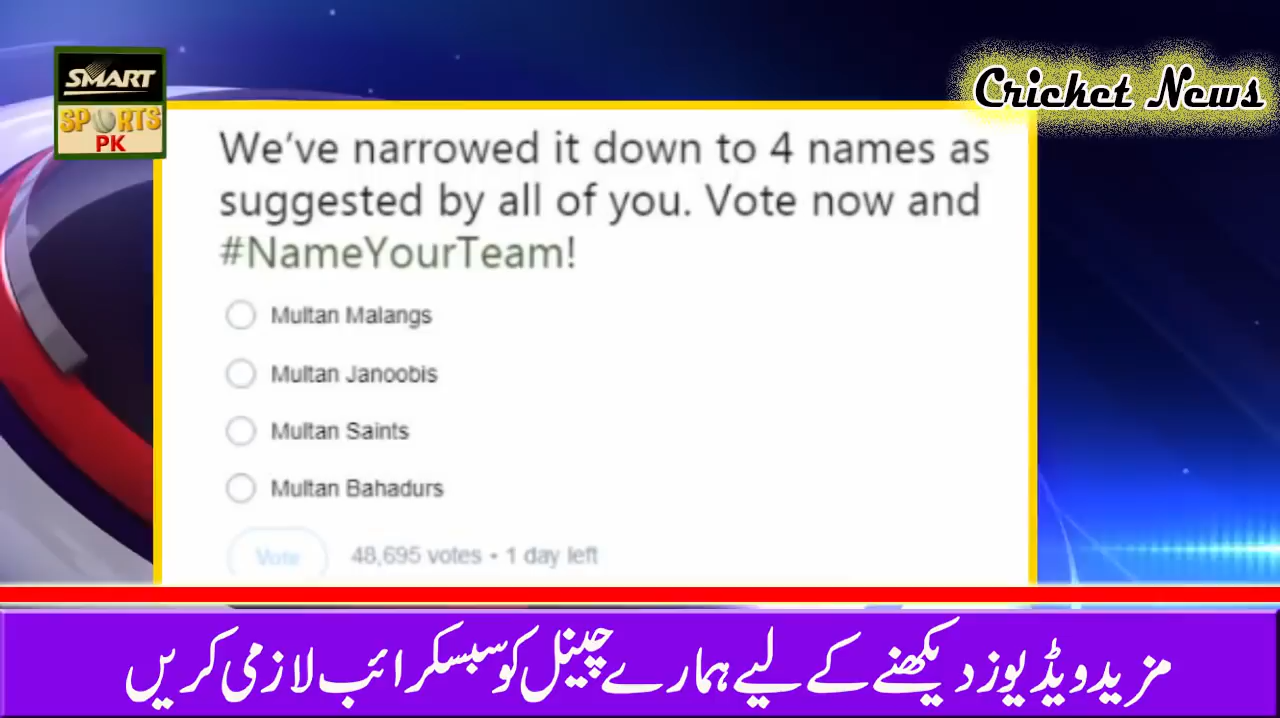 SMART
SPORTS
PK
Cricket News
We've narrowed it down to 4 names as
suggested by all of you. Vote now and
#NameYourTeam!
Multan Malangs
Multan Janoobis
Multan Saints
Multan Bahadurs
Vote 48,695 votes • 1 day left
مزید ویڈیوز دیکھنے کے لیے ہمارے چینل کو سبسکرائب لازمی کریں